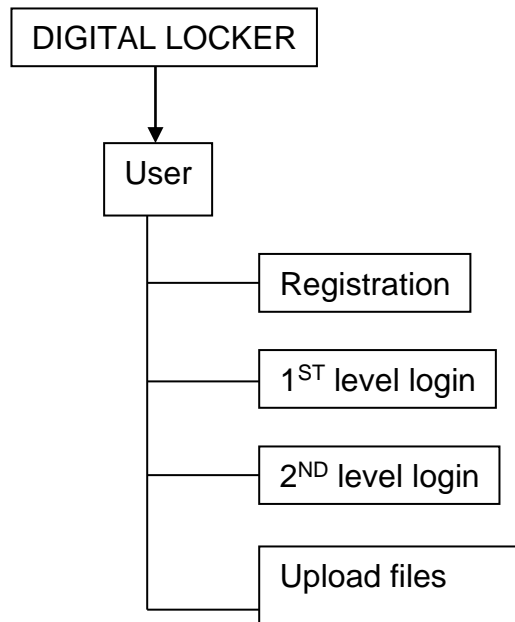 DIGITAL LOCKER
User
Registration
1ST level login
2ND level login
Upload files